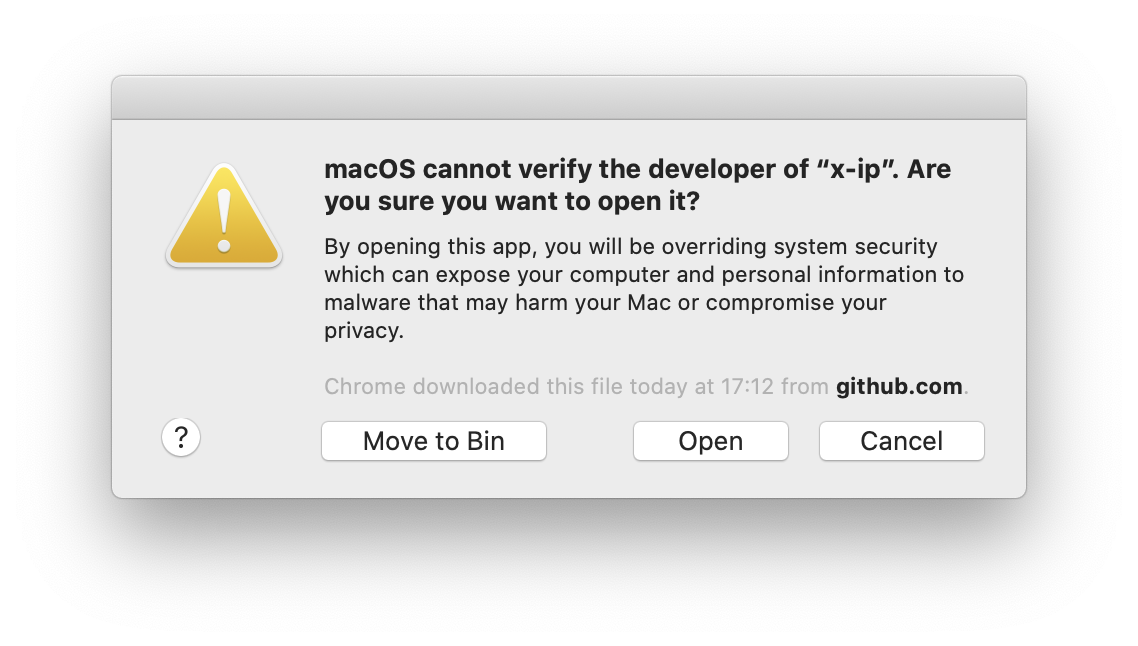 macOS cannot verify the developer of “x-ip”. Are
you sure you want to open it?
By opening this app, you will be overriding system security
which can expose your computer and personal information to
malware that may harm your Mac or compromise your
privacy.
Chrome downloaded this file today at 17:12 from github.com.
?
Move to Bin
Open
Cancel